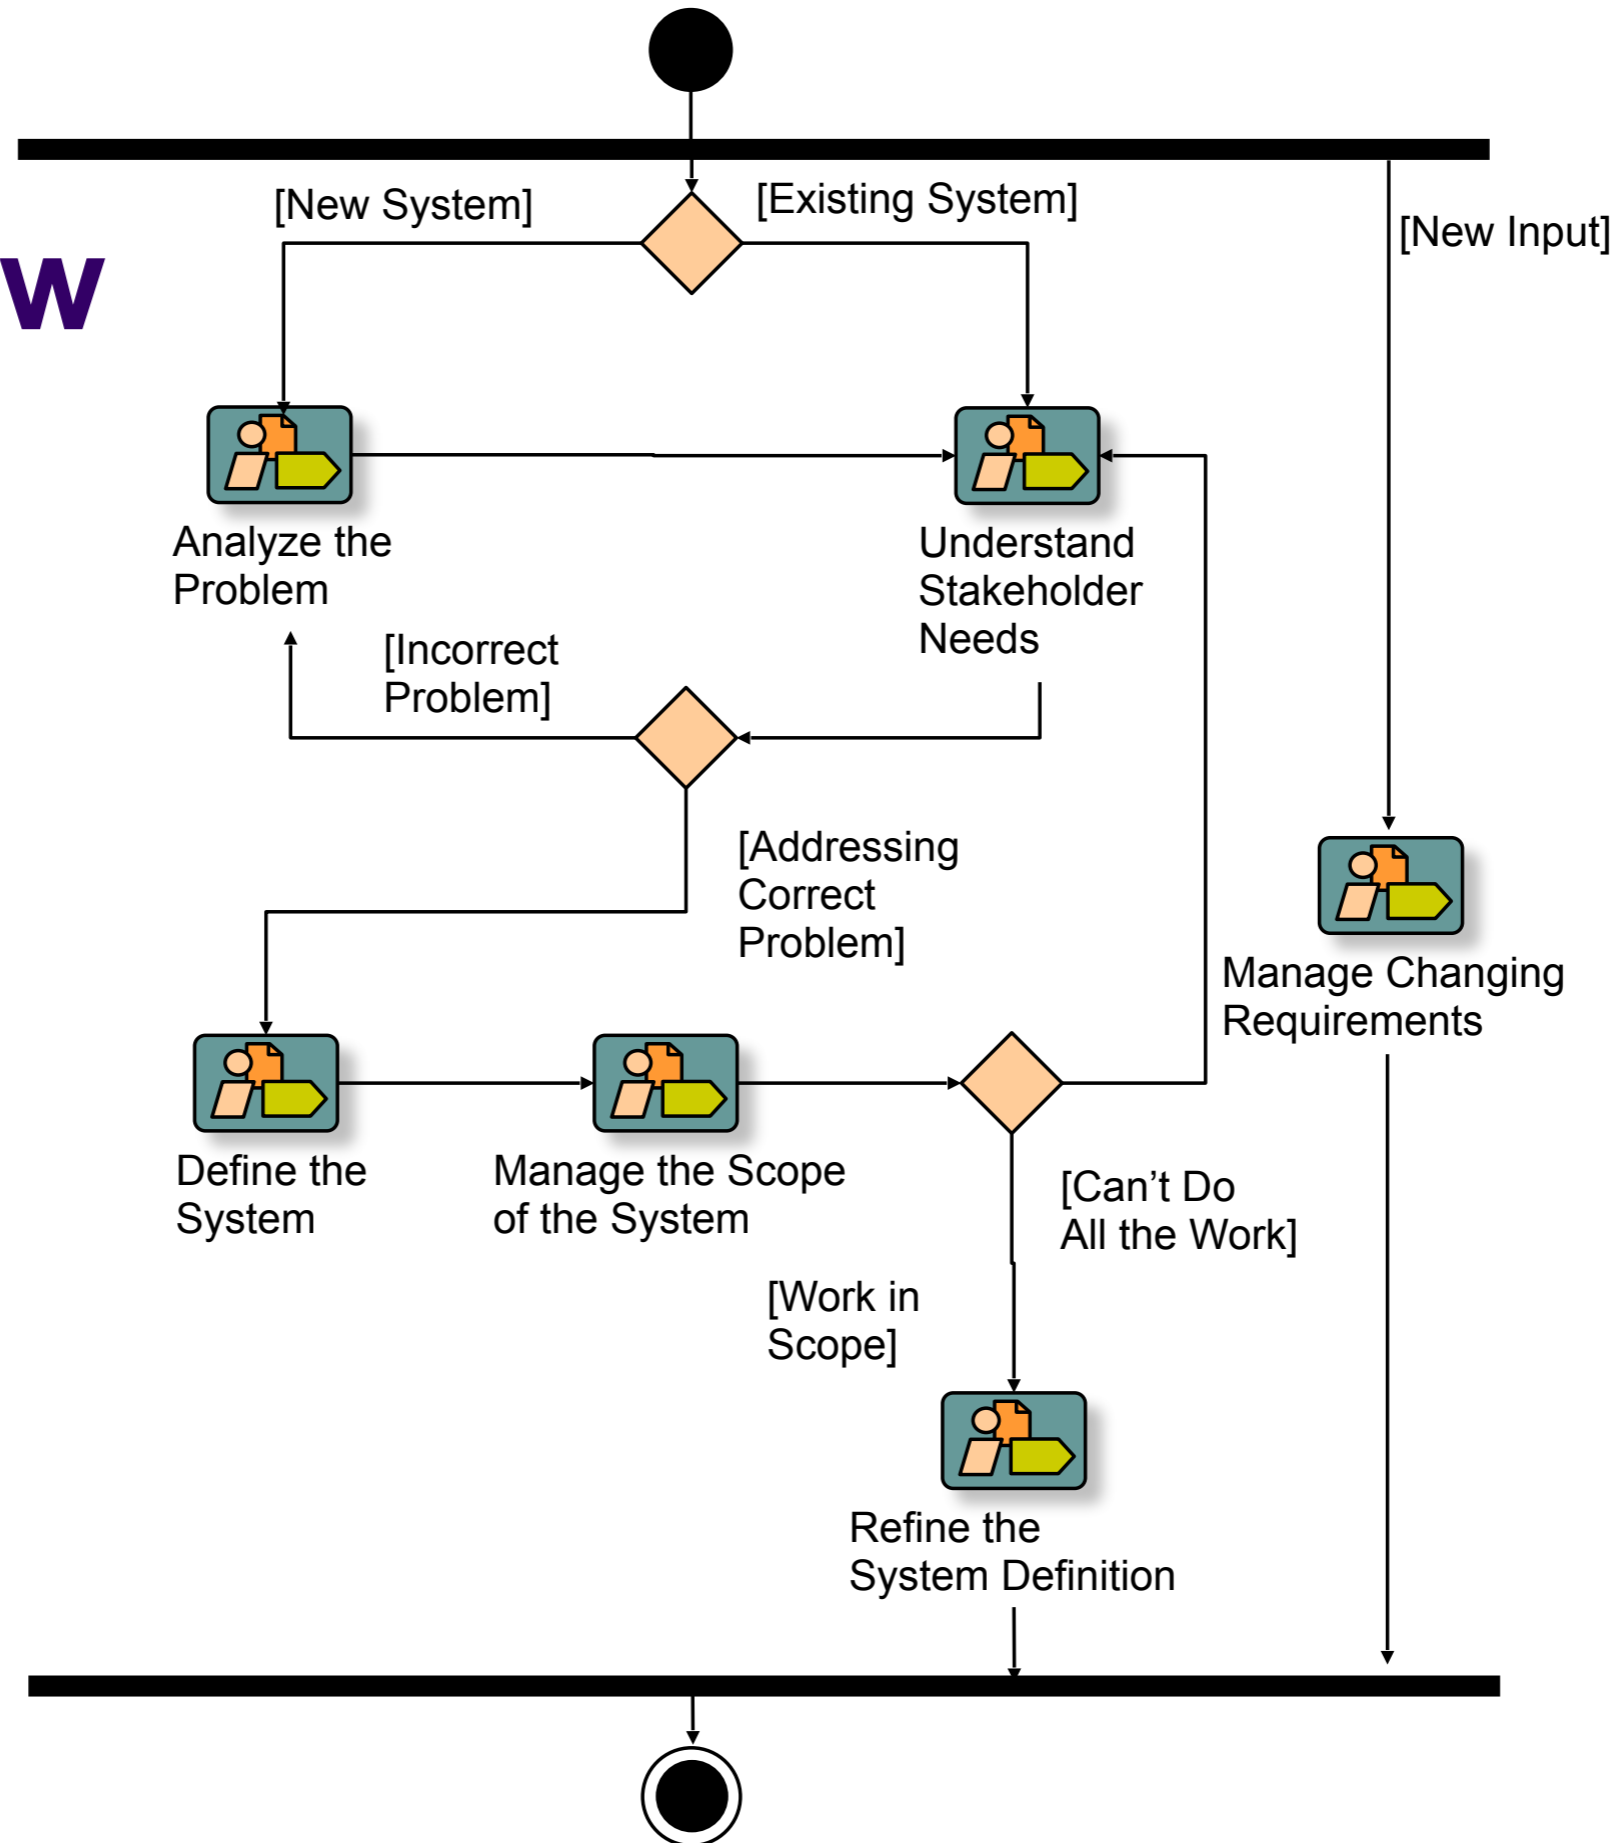 [New System]
[Existing System]
[New Input]
w
Analyze the
Problem
Understand
Stakeholder
Needs
[Incorrect
Problem]
[Addressing
Correct
Problem]
Manage Changing
Requirements
Define the
System
Manage the Scope
of the System
[Can’t Do
All the Work]
[Work in
Scope]
Refine the
System Definition